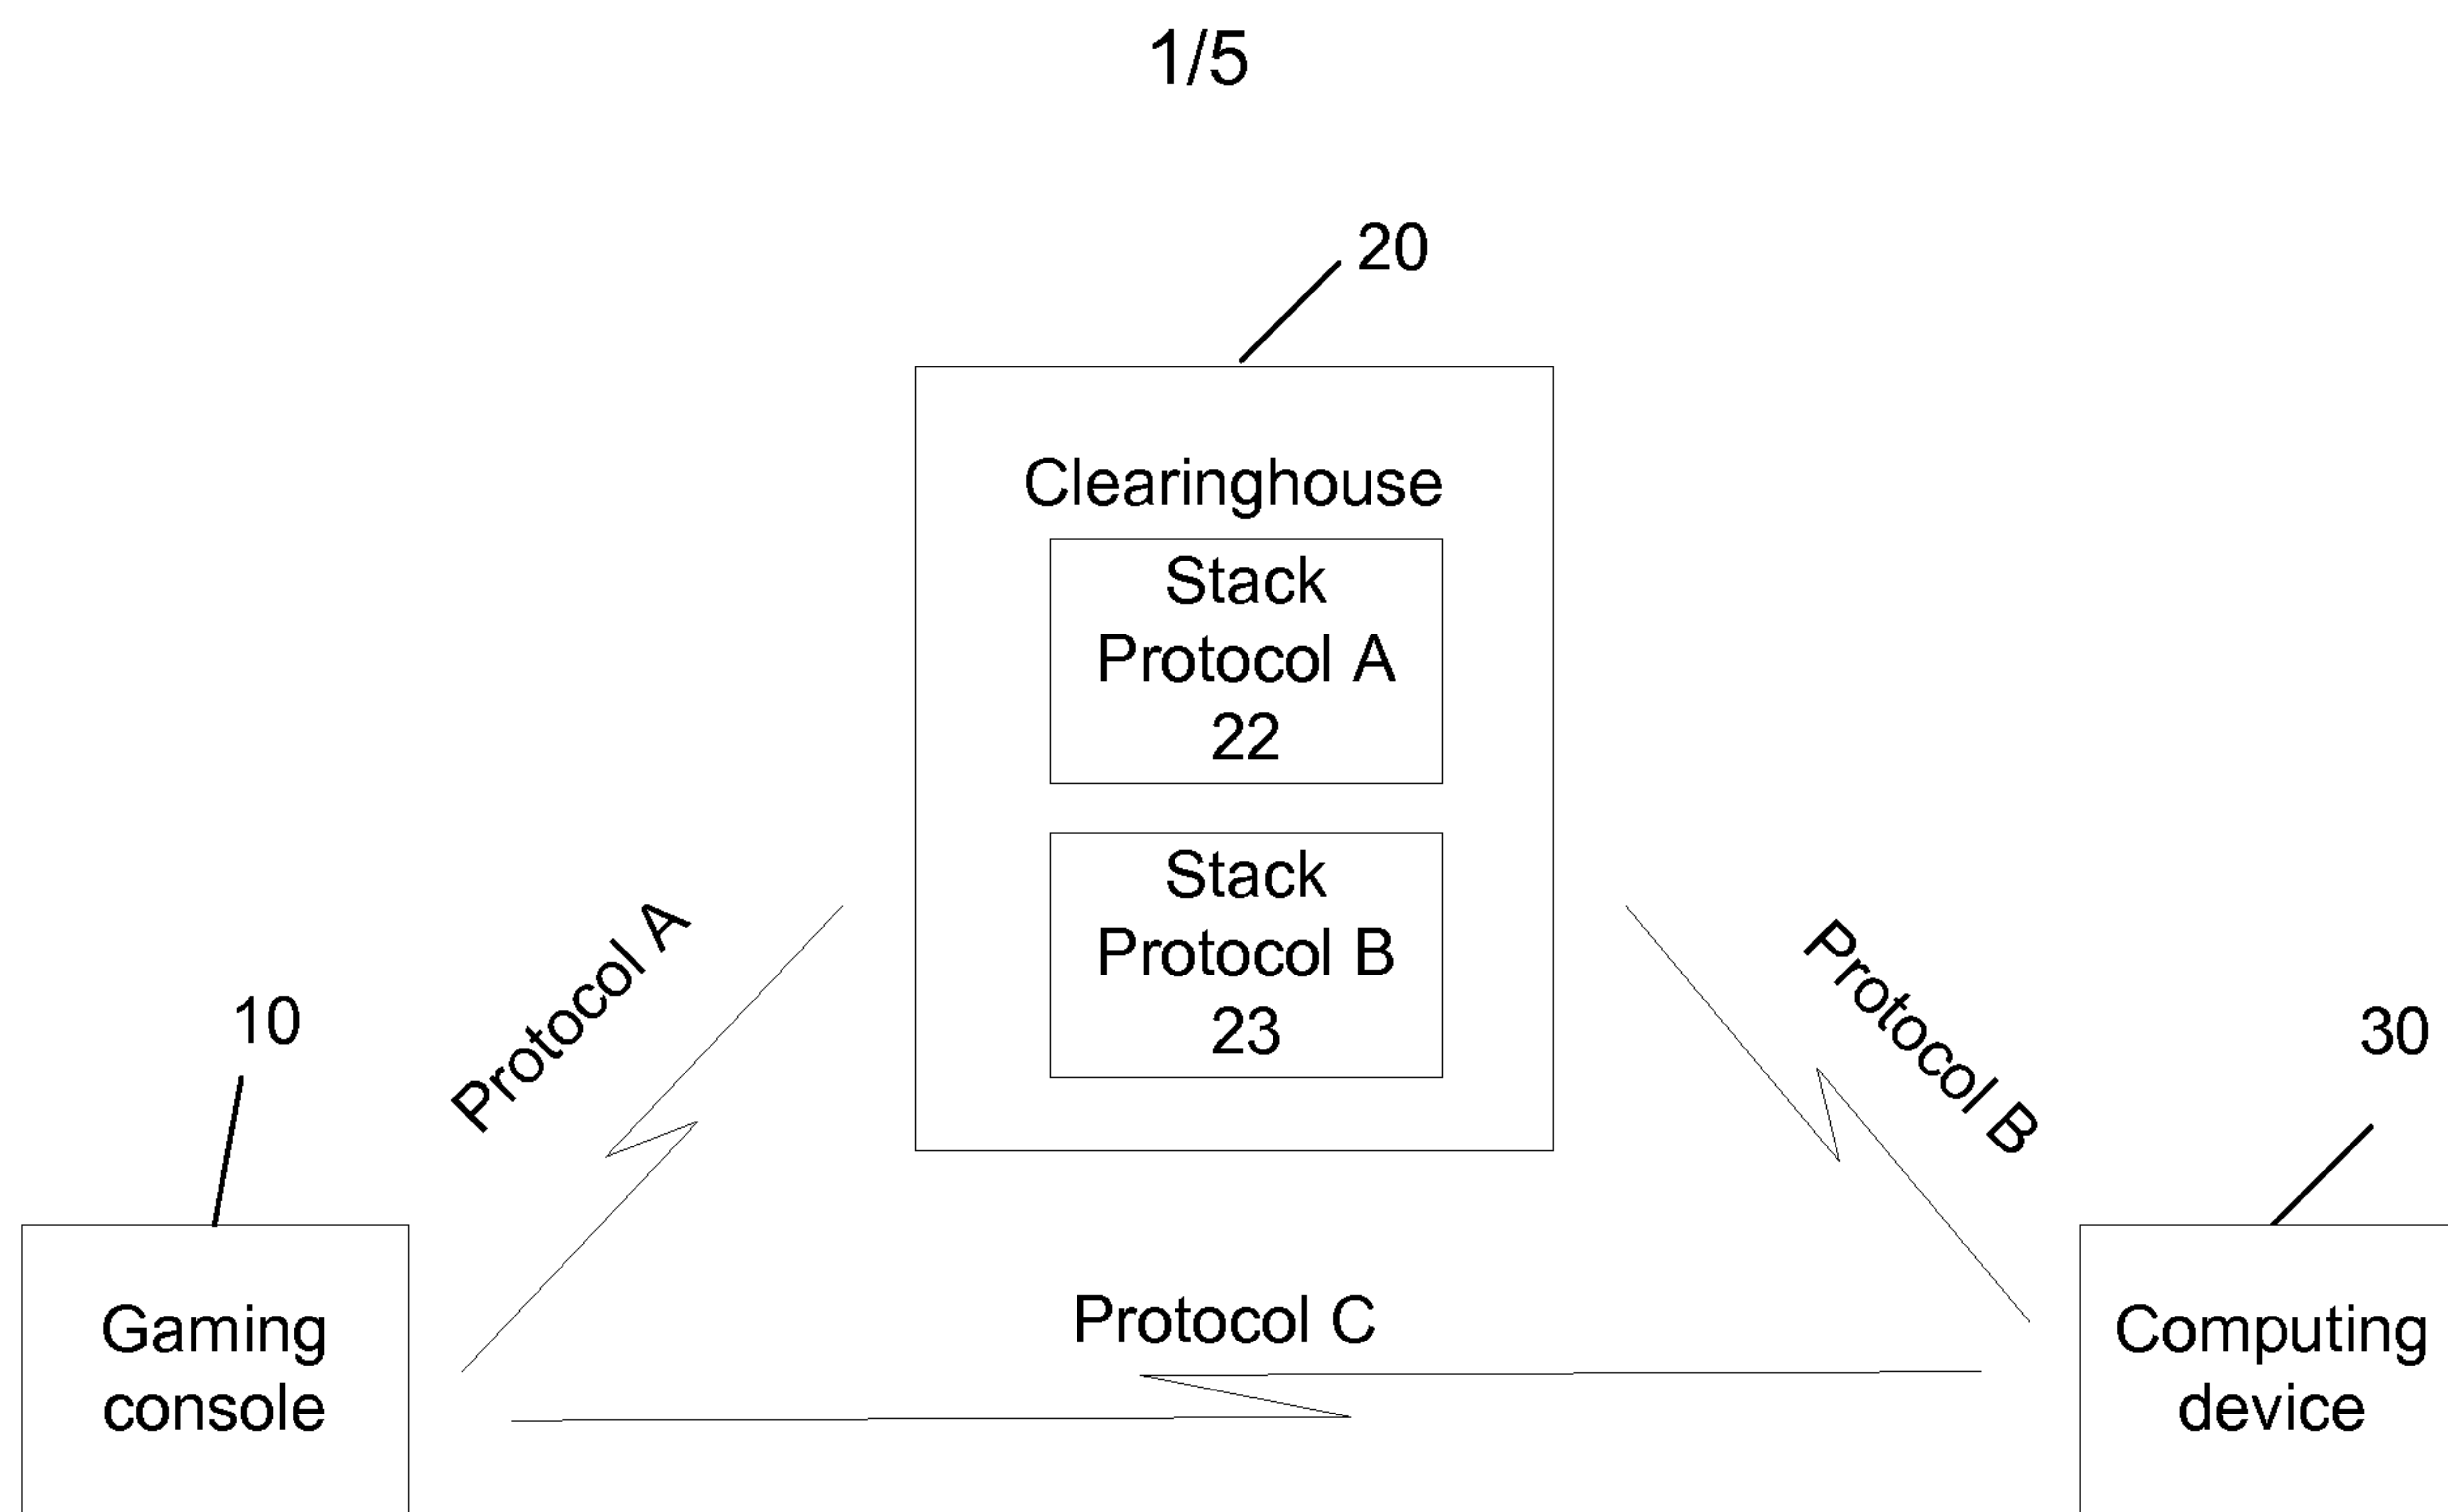 1/5
20
Clearinghouse
Stack
Protocol A
22
Stack
Protocol B
23
Protocol A
Protocol B
10
30
Protocol C
Gaming
console
Computing
device